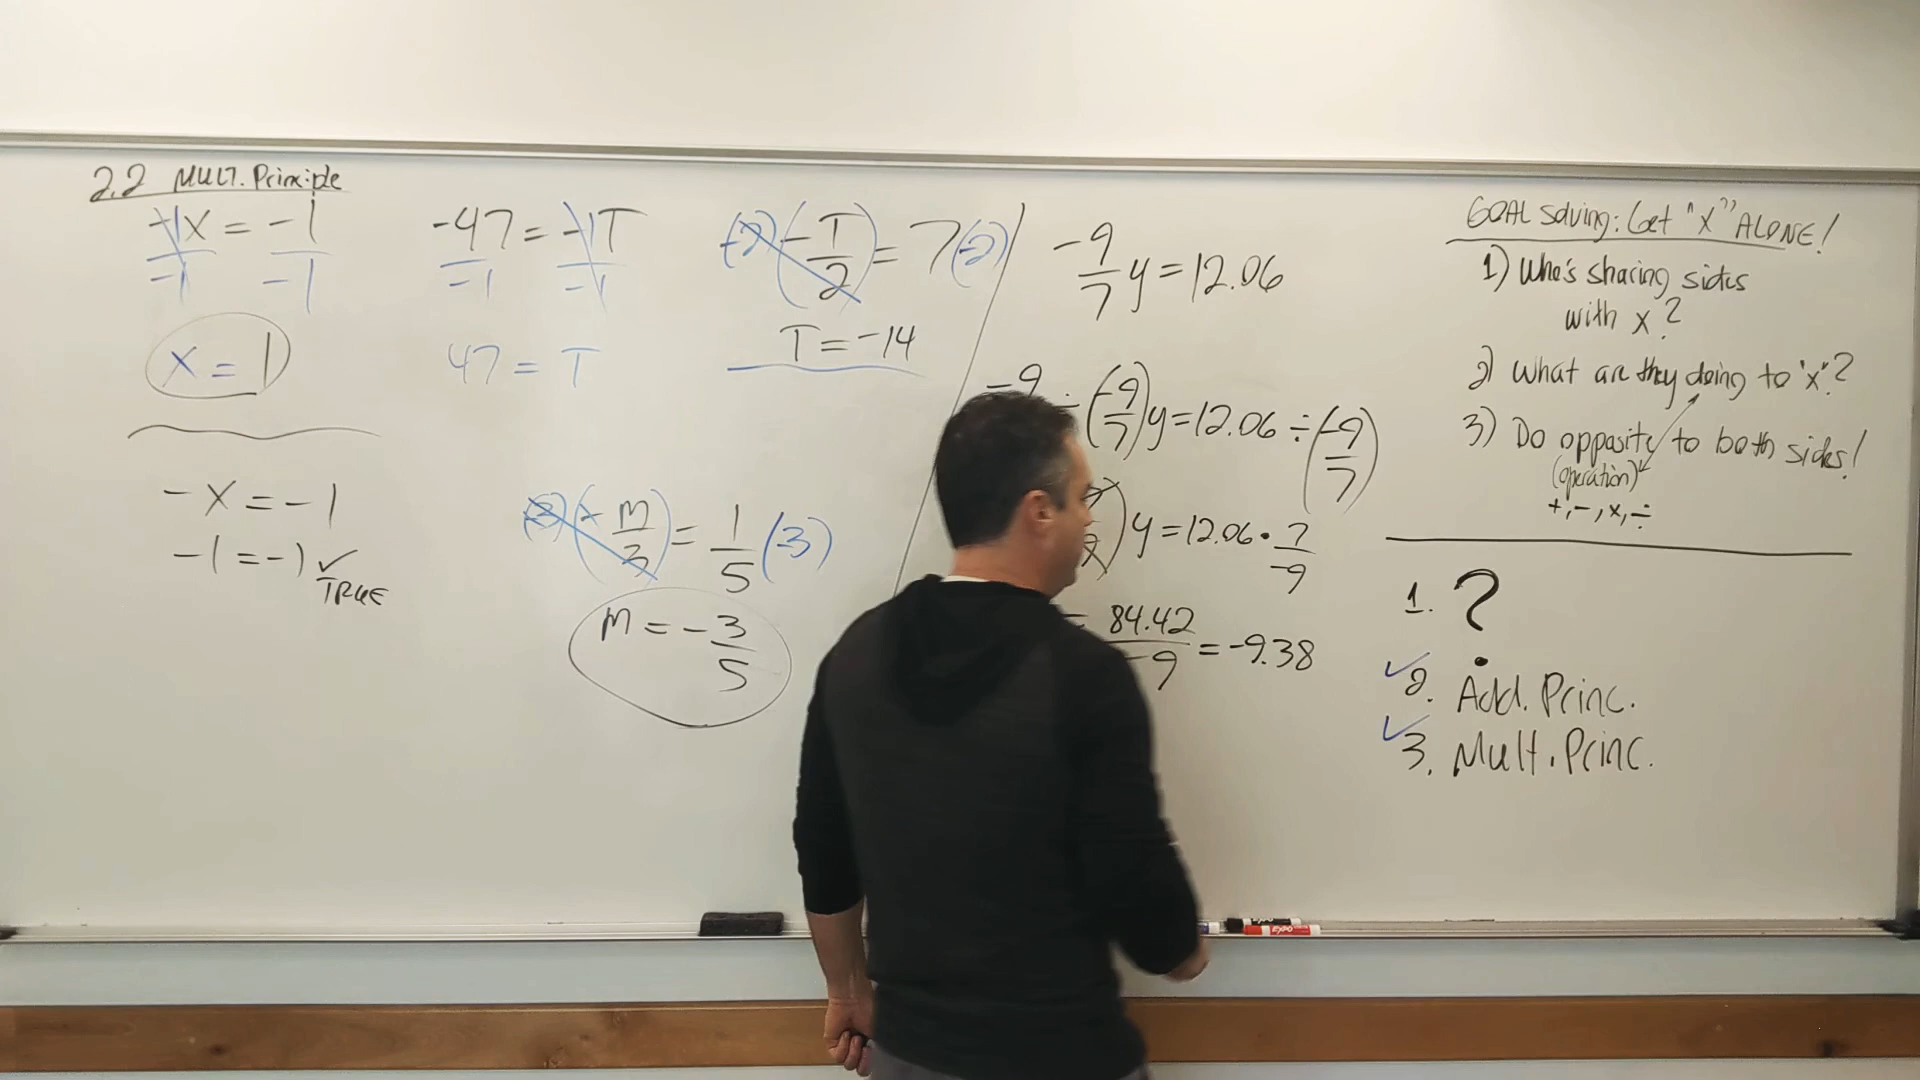 2.2 MULT. Principle
-1x = -1
-1 -1
x = 1
-x = -1
-1 = -1 ✓
TRUE
-47 = -1T
-1 -1
47 = T
(-2)(-T/2) = 7(-2)
T = -14
= 1/5 (-3)
m = -3/5
-9/7 y = 12.06
(-9/7)y = 12.06 ÷ (-9/7)
y = 12.06 • 7/-9
= 84.42/-9 = -9.38
GOAL Solving: Get "x" ALONE!
1) Who's sharing sides
with x?
2) What are they doing to "x"?
3) Do opposite to both sides!
(operation)
+, -, x, ÷
1. ?
✓ 2. Add. Princ.
✓ 3. Mult. Princ.
EXPO